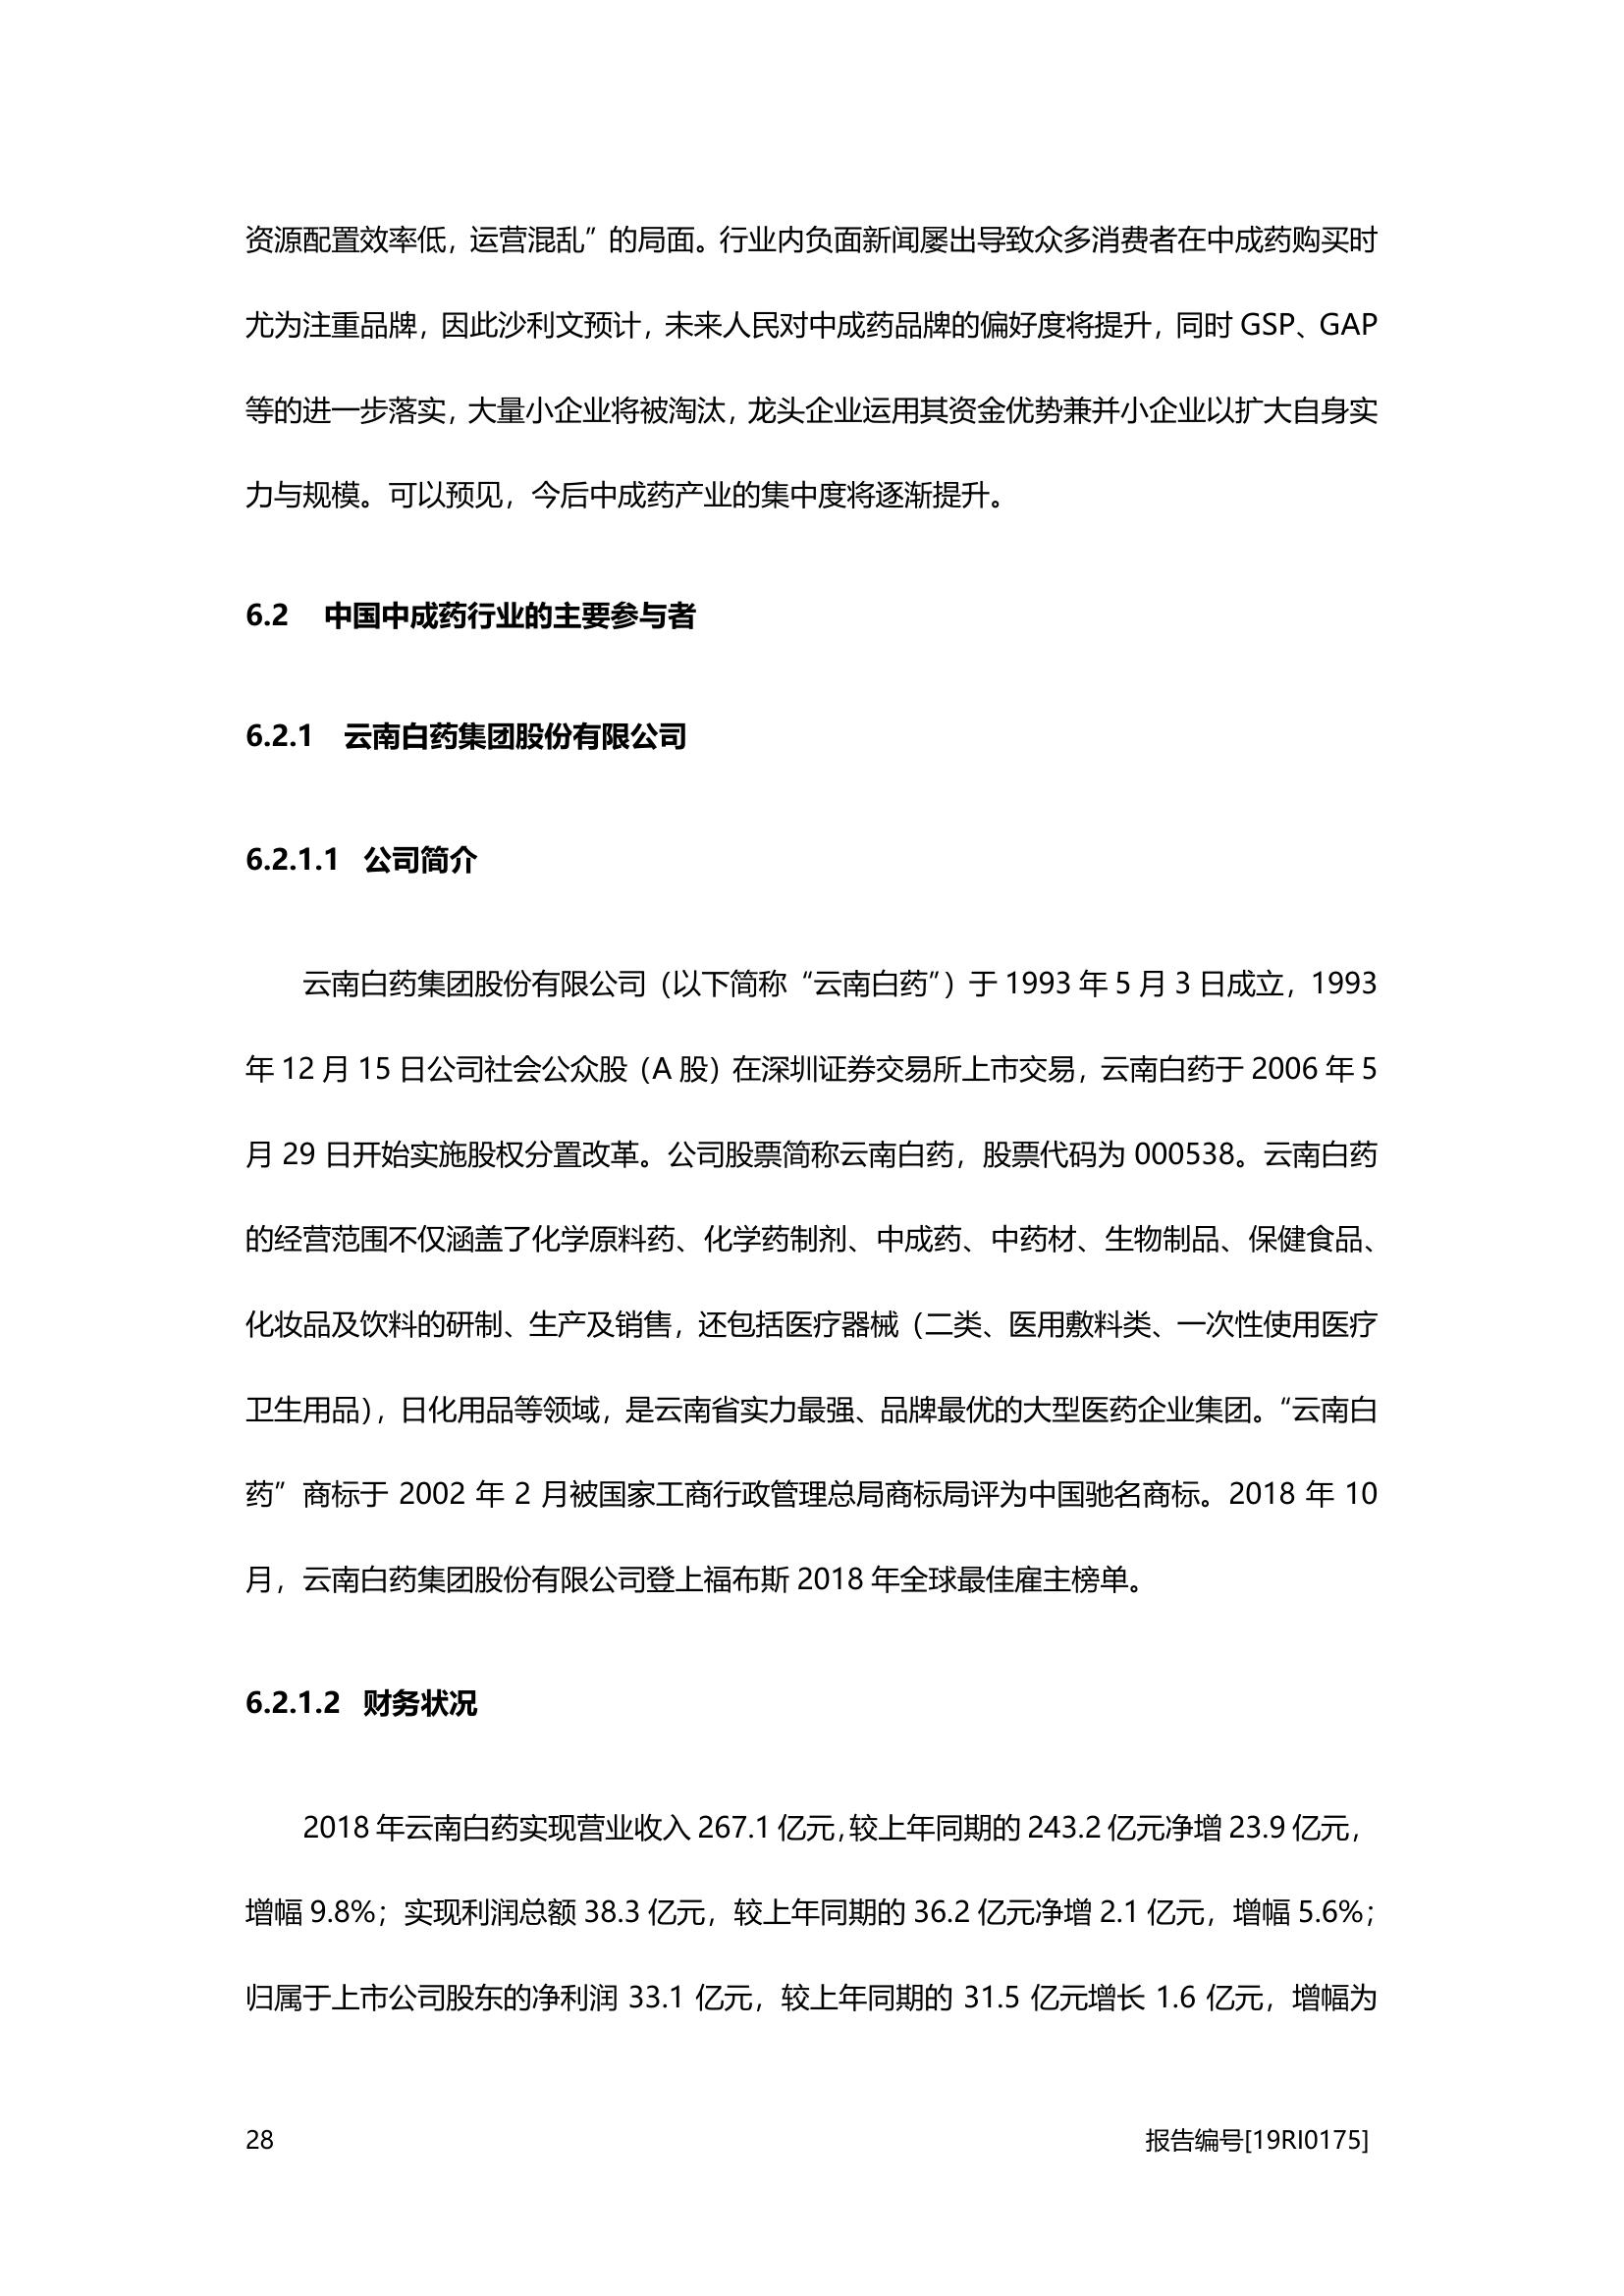 资源配置效率低，运营混乱”的局面。行业内负面新闻屡出导致众多消费者在中成药购买时
尤为注重品牌，因此沙利文预计，未来人民对中成药品牌的偏好度将提升，同时 GSP、GAP
等的进一步落实，大量小企业将被淘汰，龙头企业运用其资金优势兼并小企业以扩大自身实
力与规模。可以预见，今后中成药产业的集中度将逐渐提升。
6.2 中国中成药行业的主要参与者
6.2.1 云南白药集团股份有限公司
6.2.1.1 公司简介
云南白药集团股份有限公司（以下简称“云南白药”）于 1993 年 5 月 3 日成立，1993
年 12 月 15 日公司社会公众股（A 股）在深圳证券交易所上市交易，云南白药于 2006 年 5
月 29 日开始实施股权分置改革。公司股票简称云南白药，股票代码为 000538。云南白药
的经营范围不仅涵盖了化学原料药、化学药制剂、中成药、中药材、生物制品、保健食品、
化妆品及饮料的研制、生产及销售，还包括医疗器械（二类、医用敷料类、一次性使用医疗
卫生用品），日化用品等领域，是云南省实力最强、品牌最优的大型医药企业集团。“云南白
药”商标于 2002 年 2 月被国家工商行政管理总局商标局评为中国驰名商标。2018 年 10
月，云南白药集团股份有限公司登上福布斯 2018 年全球最佳雇主榜单。
6.2.1.2 财务状况
2018 年云南白药实现营业收入 267.1 亿元，较上年同期的 243.2 亿元净增 23.9 亿元，
增幅 9.8%；实现利润总额 38.3 亿元，较上年同期的 36.2 亿元净增 2.1 亿元，增幅 5.6%；
归属于上市公司股东的净利润 33.1 亿元，较上年同期的 31.5 亿元增长 1.6 亿元，增幅为
28 报告编号[19RI0175]